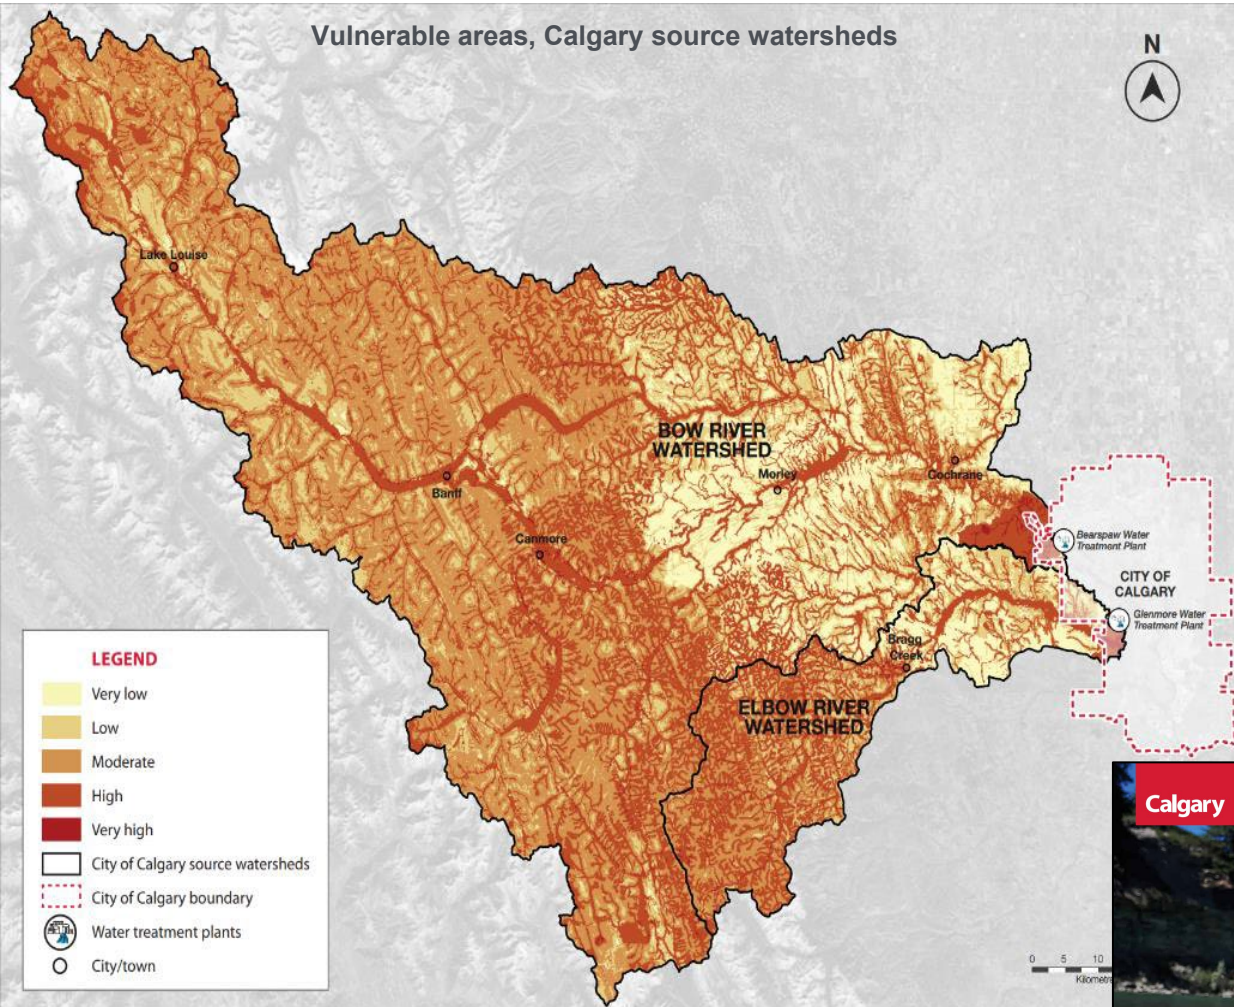 Vulnerable areas, Calgary source watersheds
N
Lake Louise
BOW RIVER
WATERSHED
Morley
Cochrane
Banff
Canmore
Bearspaw Water
Treatment Plant
CITY OF
CALGARY
Glenmore Water
Treatment Plant
Bragg
Creek
ELBOW RIVER
WATERSHED
LEGEND
Very low
Low
Moderate
High
Very high
City of Calgary source watersheds
City of Calgary boundary
Water treatment plants
City/town
0 5 10
Kilometre
Calgary